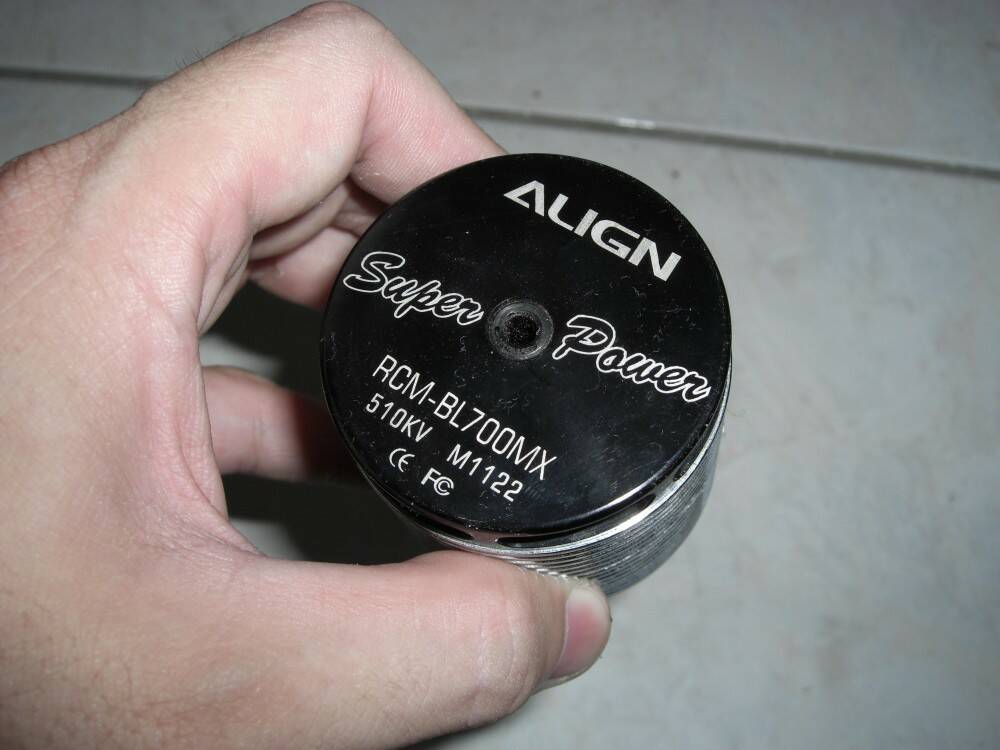 ALIGN
Super Power
RCM-BL700MX
510KV M1122
CE FC